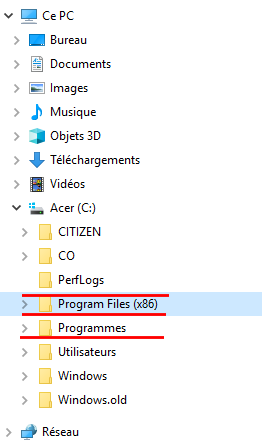 Ce PC
Bureau
Documents
Images
Musique
Objets 3D
Téléchargements
Vidéos
Acer (C:)
CITIZEN
CO
PerfLogs
Program Files (x86)
Programmes
Utilisateurs
Windows
Windows.old
Réseau